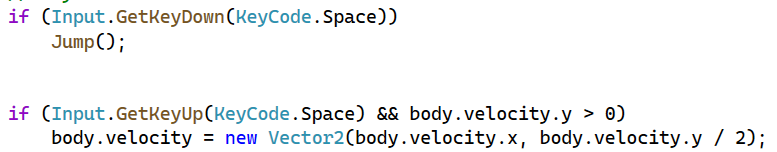 if (Input.GetKeyDown(KeyCode.Space))
    Jump();
if (Input.GetKeyUp(KeyCode.Space) && body.velocity.y > 0)
    body.velocity = new Vector2(body.velocity.x, body.velocity.y / 2);